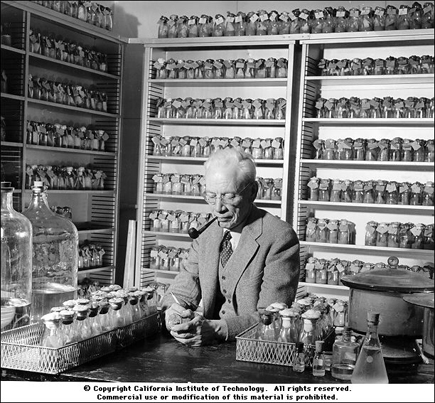 © Copyright California Institute of Technology. All rights reserved.
Commercial use or modification of this material is prohibited.